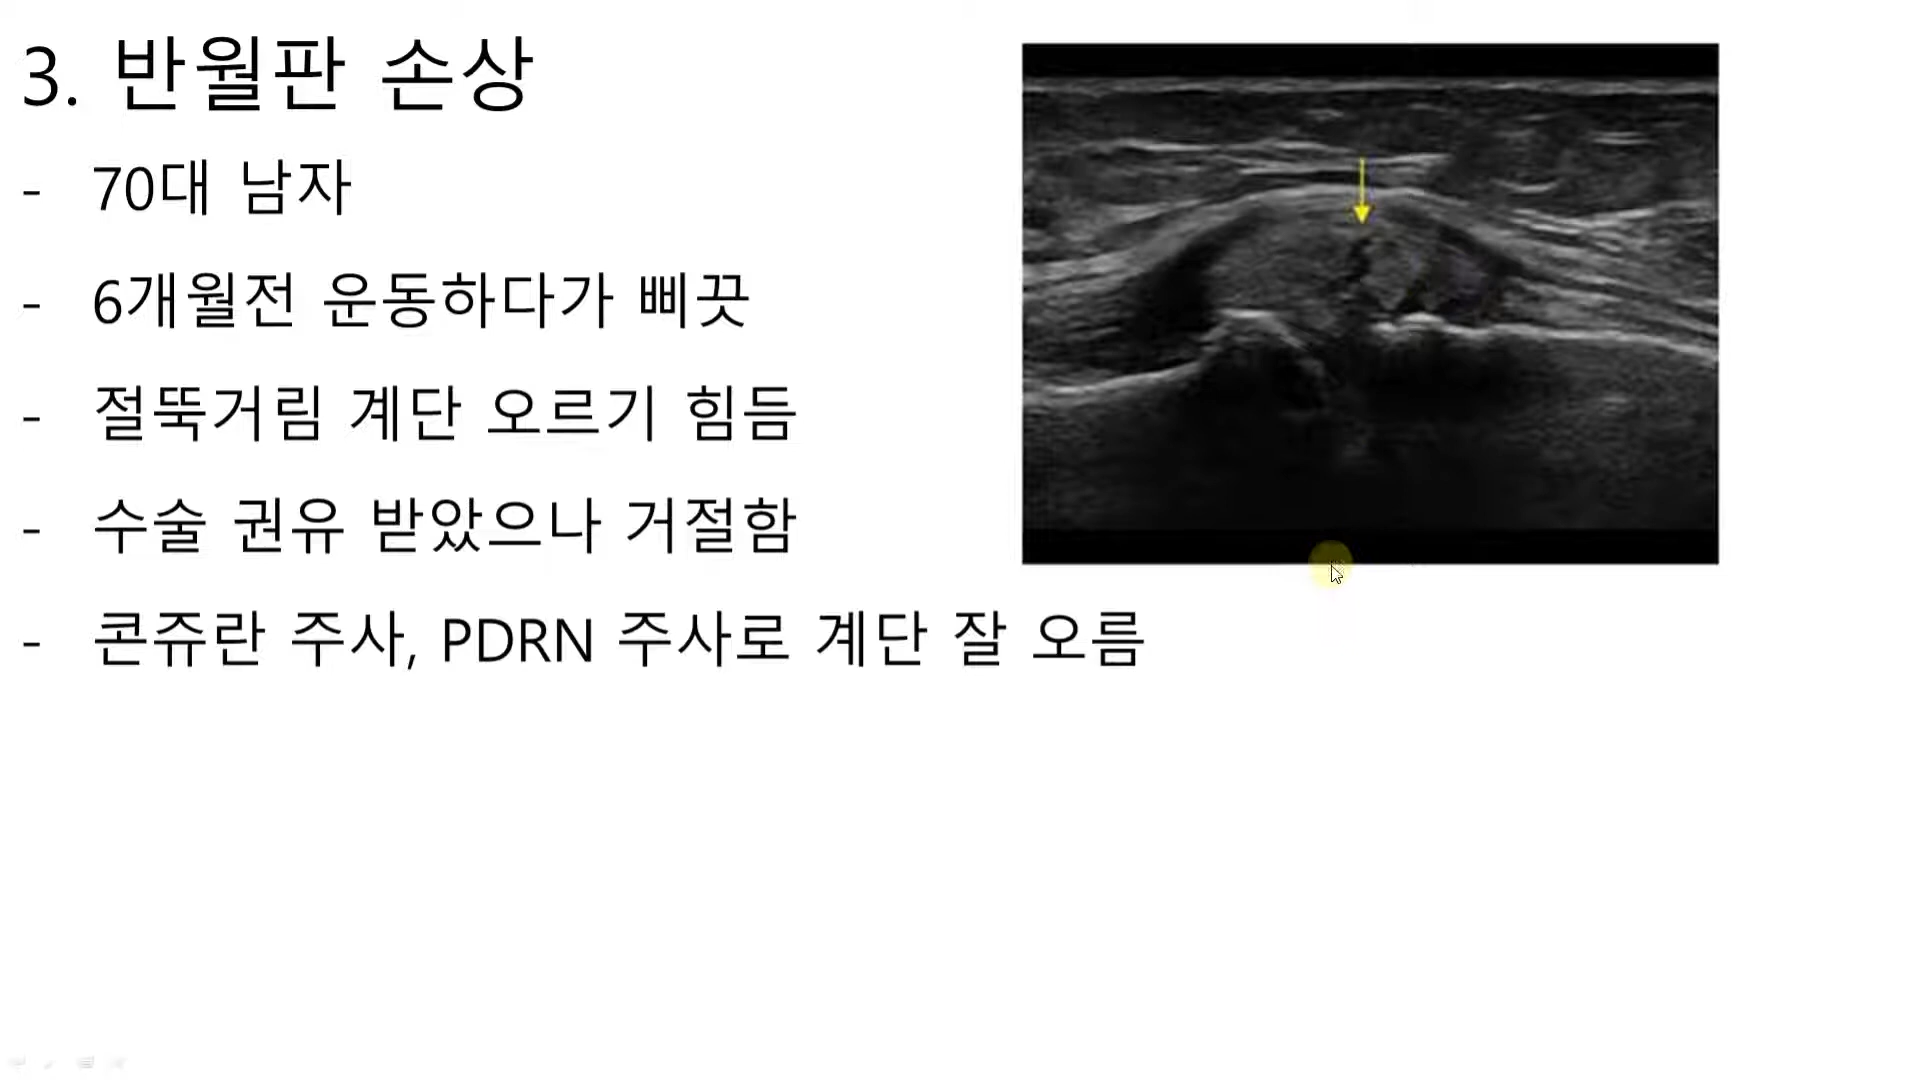 3. 반월판 손상
- 70대 남자
- 6개월전 운동하다가 삐끗
- 절뚝거림 계단 오르기 힘듬
- 수술 권유 받았으나 거절함
- 콘쥬란 주사, PDRN 주사로 계단 잘 오름